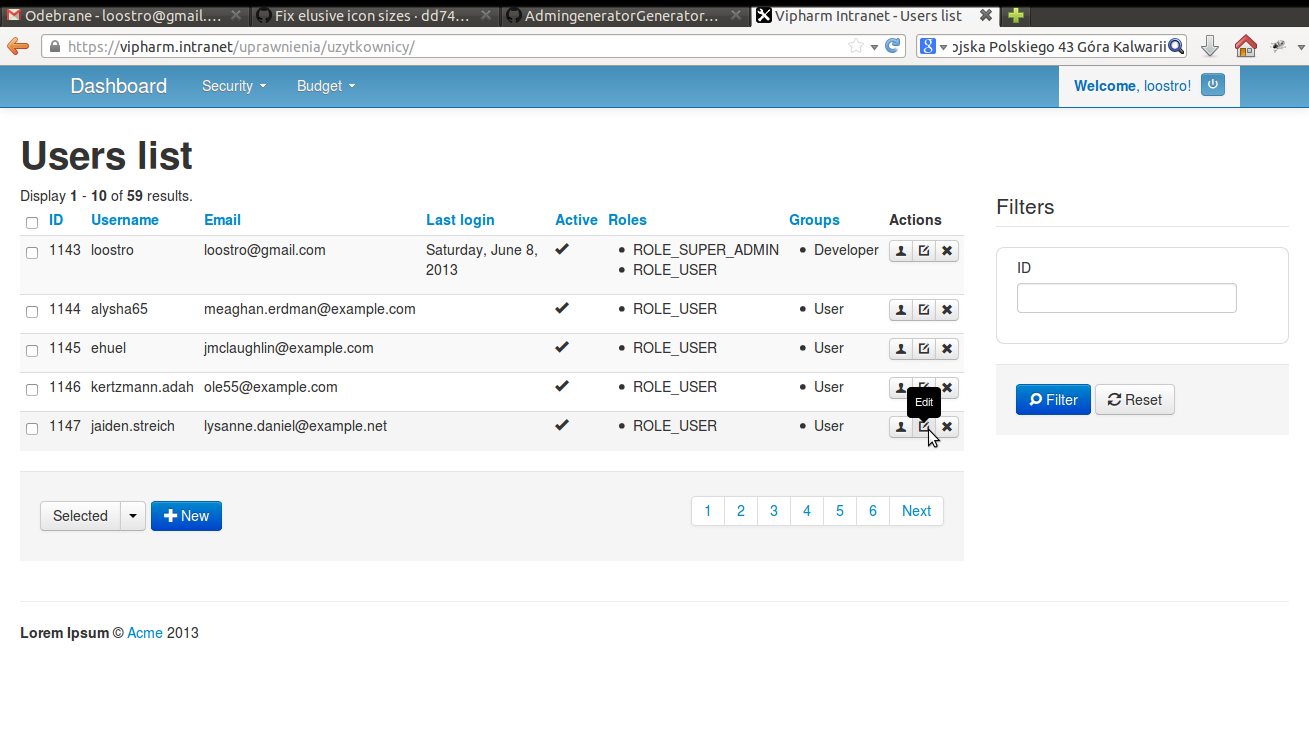 Odebrane - loostro@gmail.... Fix elusive icon sizes · dd74... AdmingeneratorGenerator... Vipharm Intranet - Users list
https://vipharm.intranet/uprawnienia/uzytkownicy/ ojska Polskiego 43 Góra Kalwarii
Dashboard Security Budget Welcome, loostro!
Users list
Display 1 - 10 of 59 results.
ID Username Email Last login Active Roles Groups Actions
1143 loostro loostro@gmail.com Saturday, June 8, 2013 ROLE_SUPER_ADMIN ROLE_USER Developer
1144 alysha65 meaghan.erdman@example.com ROLE_USER User
1145 ehuel jmclaughlin@example.com ROLE_USER User
1146 kertzmann.adah ole55@example.com ROLE_USER User
Edit
1147 jaiden.streich lysanne.daniel@example.net ROLE_USER User
Selected New 1 2 3 4 5 6 Next
Filters
ID
Filter Reset
Lorem Ipsum © Acme 2013